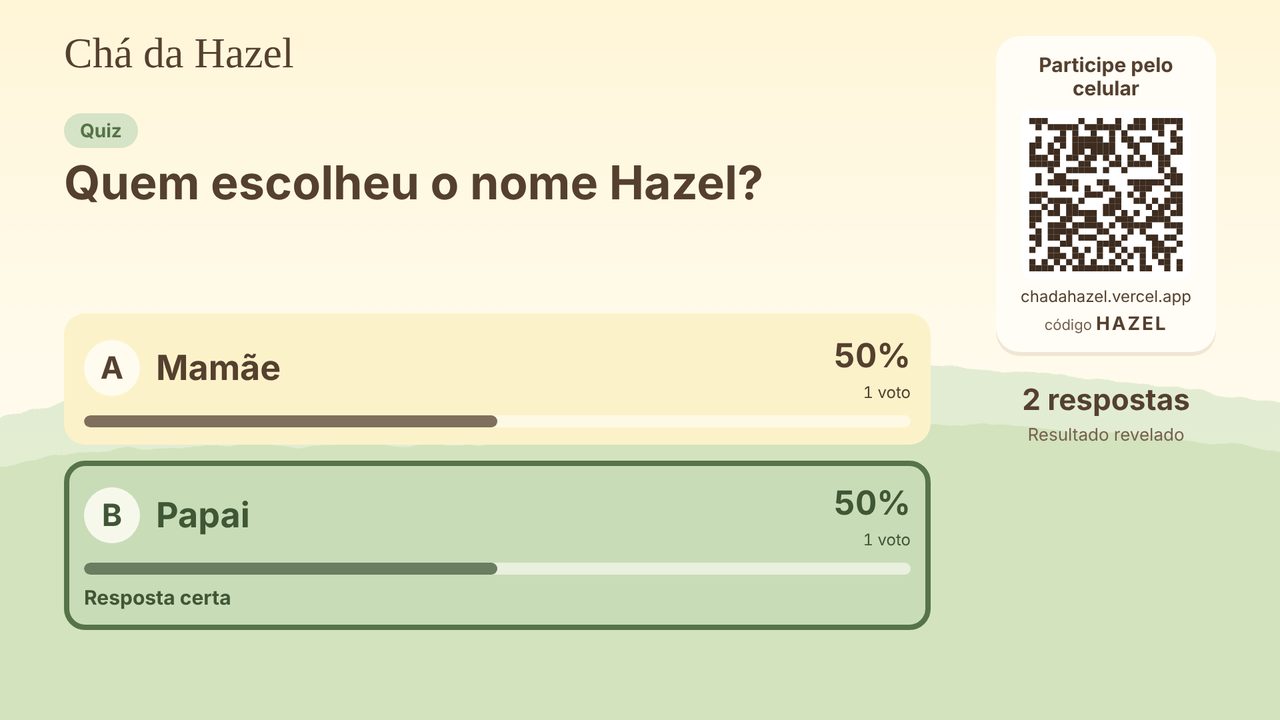 Chá da Hazel
Quiz
Quem escolheu o nome Hazel?
A Mamãe
50%
1 voto
B Papai
50%
1 voto
Resposta certa
Participe pelo
celular
chadahazel.vercel.app
código HAZEL
2 respostas
Resultado revelado